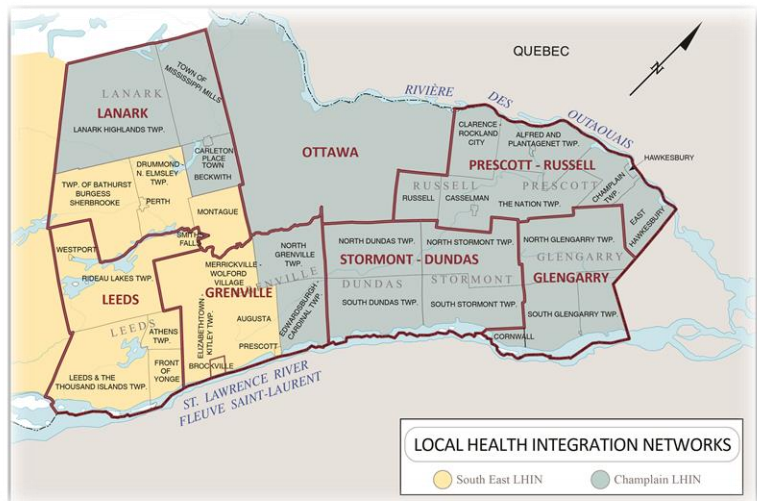 QUEBEC
N
RIVIÈRE DES OUTAOUAIS
LANARK
LANARK
TOWN OF
MISSISSIPPI MILLS
LANARK HIGHLANDS TWP.
CARLETON
PLACE
TOWN
BECKWITH
DRUMMOND -
N. ELMSLEY
TWP.
TWP. OF BATHURST
BURGESS
SHERBROOKE
PERTH
MONTAGUE
SMITH
FALLS
OTTAWA
CLARENCE -
ROCKLAND
CITY
ALFRED AND
PLANTAGENET TWP.
HAWKESBURY
PRESCOTT - RUSSELL
RUSSELL
PRESCOTT
CHAMPLAIN
TWP.
RUSSELL
CASSELMAN
THE NATION TWP.
EAST
HAWKESBURY
WESTPORT
RIDEAU LAKES TWP.
LEEDS
LEEDS
ATHENS
TWP.
LEEDS & THE
THOUSAND ISLANDS TWP.
FRONT
OF
YONGE
MERRICKVILLE -
WOLFORD
VILLAGE
NORTH
GRENVILLE
TWP.
GRENVILLE
ENVILLE
ELIZABETHTOWN
KITLEY TWP.
AUGUSTA
EDWARDSBURGH -
CARDINAL TWP.
PRESCOTT
BROCKVILLE
NORTH DUNDAS TWP.
NORTH STORMONT TWP.
STORMONT - DUNDAS
DUNDAS
STORMONT
SOUTH DUNDAS TWP.
SOUTH STORMONT TWP.
NORTH GLENGARRY TWP.
GLENGARRY
GLENGARRY
SOUTH GLENGARRY TWP.
CORNWALL
ST. LAWRENCE RIVER
FLEUVE SAINT-LAURENT
LOCAL HEALTH INTEGRATION NETWORKS
South East LHIN
Champlain LHIN